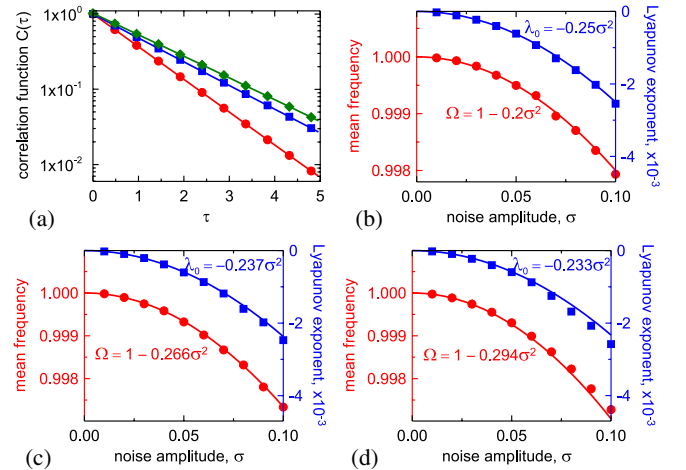 correlation function C(τ)
1x10⁰
1x10⁻¹
1x10⁻²
0 1 2 3 4 5
τ
(a)
mean frequency
1.000
0.999
0.998
λ₀ = −0.25σ²
Ω = 1 − 0.2σ²
0
-2
-4
Lyapunov exponent, x10⁻³
0.00 0.05 0.10
noise amplitude, σ
(b)
mean frequency
1.000
0.999
0.998
λ₀ = −0.237σ²
Ω = 1 − 0.266σ²
0
-2
-4
Lyapunov exponent, x10⁻³
0.00 0.05 0.10
noise amplitude, σ
(c)
mean frequency
1.000
0.999
0.998
λ₀ = −0.233σ²
Ω = 1 − 0.294σ²
0
-2
-4
Lyapunov exponent, x10⁻³
0.00 0.05 0.10
noise amplitude, σ
(d)